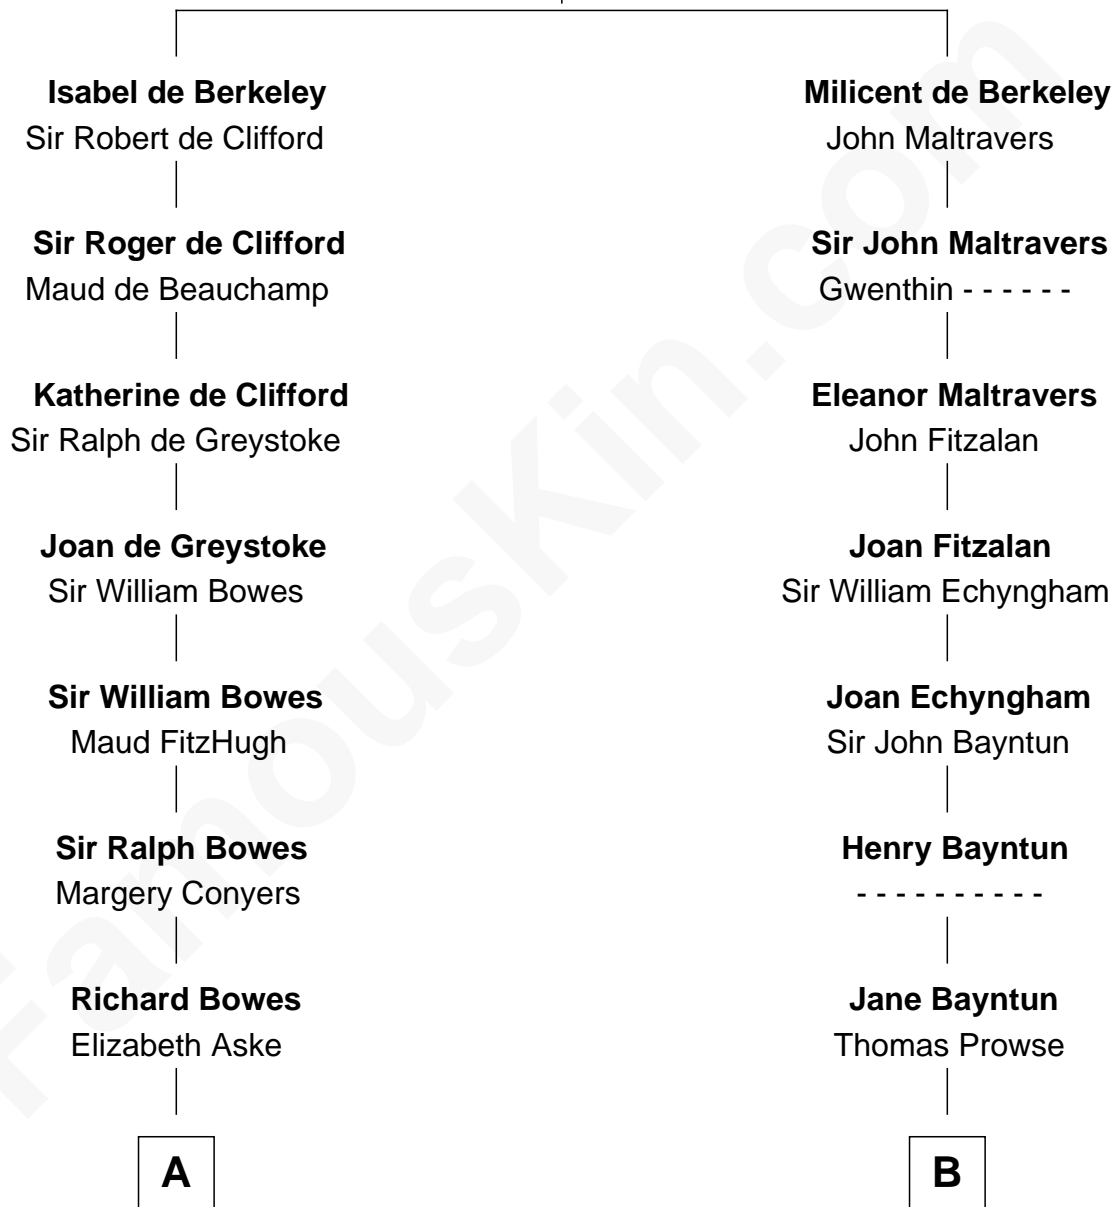 Isabel de Berkeley
Sir Robert de Clifford
Sir Roger de Clifford
Maud de Beauchamp
Katherine de Clifford
Sir Ralph de Greystoke
Joan de Greystoke
Sir William Bowes
Sir William Bowes
Maud FitzHugh
Sir Ralph Bowes
Margery Conyers
Richard Bowes
Elizabeth Aske
A
Milicent de Berkeley
John Maltravers
Sir John Maltravers
Gwenthin - - - - - -
Eleanor Maltravers
John Fitzalan
Joan Fitzalan
Sir William Echyngham
Joan Echyngham
Sir John Bayntun
Henry Bayntun
- - - - - - - - - -
Jane Bayntun
Thomas Prowse
B
FamousKin.com